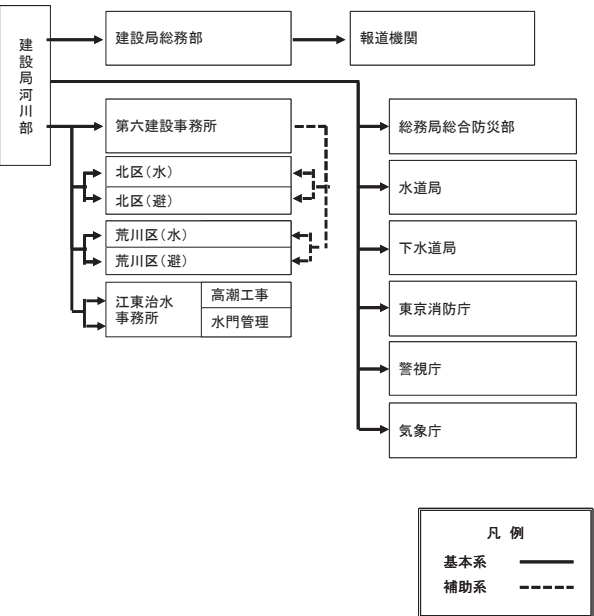 建設局河川部
建設局総務部
報道機関
第六建設事務所
北区(水)
北区(避)
荒川区(水)
荒川区(避)
江東治水
事務所
高潮工事
水門管理
総務局総合防災部
水道局
下水道局
東京消防庁
警視庁
気象庁
凡 例
基本系
補助系